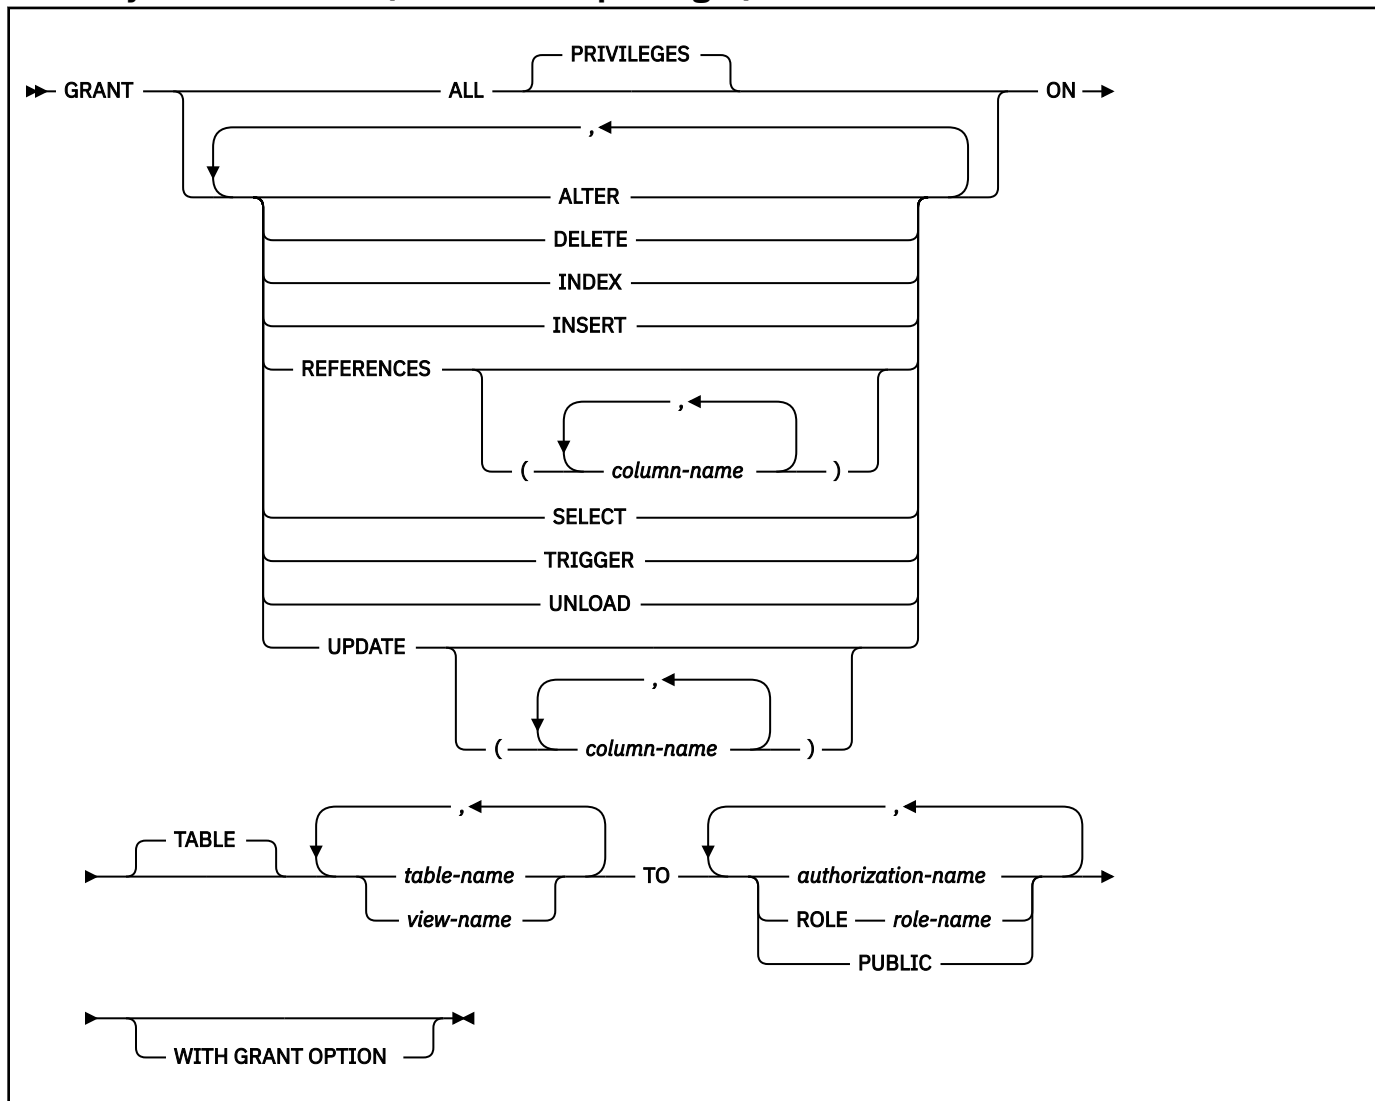 PRIVILEGES
GRANT ALL ON
,
ALTER
DELETE
INDEX
INSERT
REFERENCES
,
( column-name )
SELECT
TRIGGER
UNLOAD
UPDATE
,
( column-name )
, ,
TABLE
table-name TO authorization-name
view-name ROLE role-name
PUBLIC
WITH GRANT OPTION